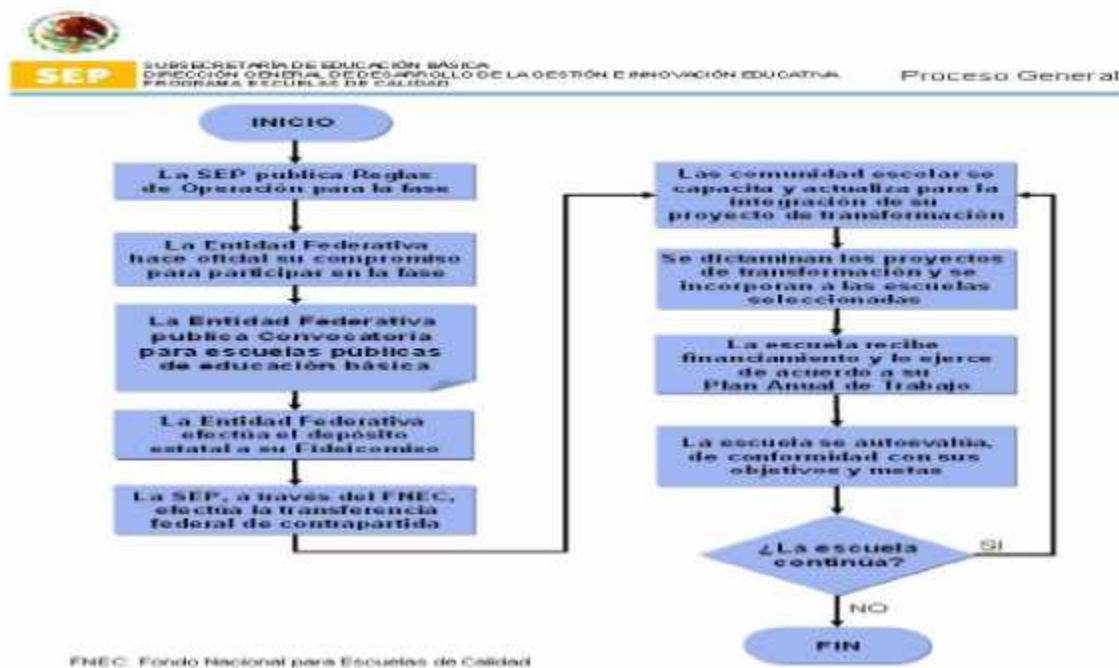 SEP
SUBSECRETARÍA DE EDUCACIÓN BÁSICA
DIRECCIÓN GENERAL DE DESARROLLO DE LA GESTIÓN E INNOVACIÓN EDUCATIVA
PROGRAMA ESCUELAS DE CALIDAD
Proceso General
INICIO
La SEP publica Reglas
de Operación para la fase
La Entidad Federativa
hace oficial su compromiso
para participar en la fase
La Entidad Federativa
publica Convocatoria
para escuelas públicas
de educación básica
La Entidad Federativa
efectúa el depósito
estatal a su Fideicomiso
La SEP, a través del FNEC,
efectúa la transferencia
federal de contrapartida
Las comunidad escolar se
capacita y actualiza para la
integración de su
proyecto de transformación
Se dictaminan los proyectos
de transformación y se
incorporan a las escuelas
seleccionadas
La escuela recibe
financiamiento y lo ejerce
de acuerdo a su
Plan Anual de Trabajo
La escuela se autoevalúa,
de conformidad con sus
objetivos y metas
¿La escuela
continúa?
SI
NO
FIN
FNEC: Fondo Nacional para Escuelas de Calidad